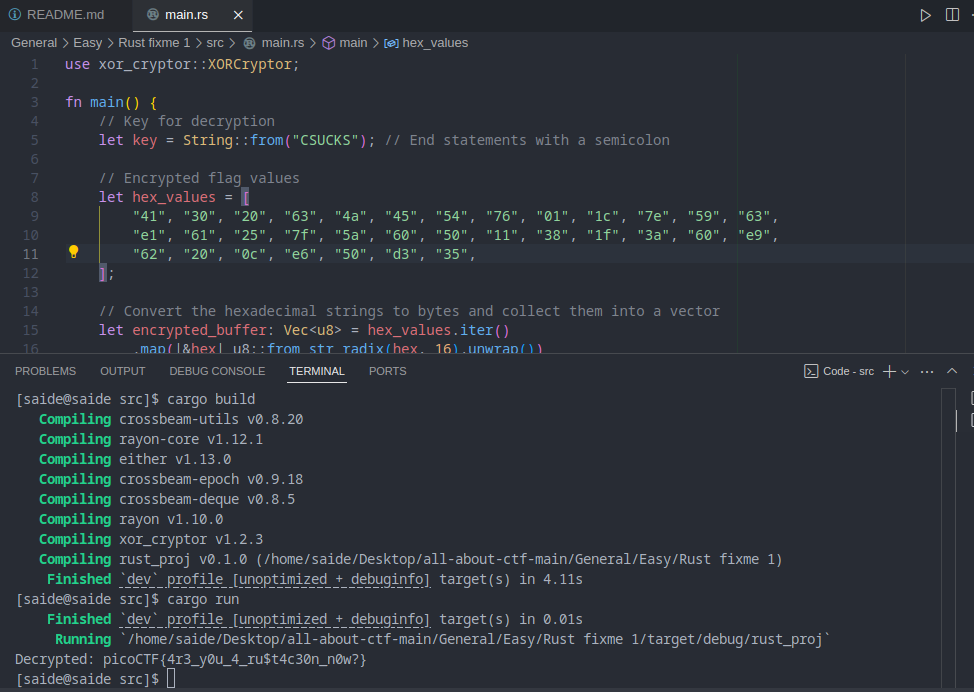 README.md main.rs
General > Easy > Rust fixme 1 > src > main.rs > main > hex_values
1 use xor_cryptor::XORCryptor;
2
3 fn main() {
4 // Key for decryption
5 let key = String::from("CSUCKS"); // End statements with a semicolon
6
7 // Encrypted flag values
8 let hex_values = [
9 "41", "30", "20", "63", "4a", "45", "54", "76", "01", "1c", "7e", "59", "63",
10 "e1", "61", "25", "7f", "5a", "60", "50", "11", "38", "1f", "3a", "60", "e9",
11 "62", "20", "0c", "e6", "50", "d3", "35",
12 ];
13
14 // Convert the hexadecimal strings to bytes and collect them into a vector
15 let encrypted_buffer: Vec<u8> = hex_values.iter()
16 .map(|&hex| u8::from_str_radix(hex, 16).unwrap())
PROBLEMS OUTPUT DEBUG CONSOLE TERMINAL PORTS Code - src
[saide@saide src]$ cargo build
Compiling crossbeam-utils v0.8.20
Compiling rayon-core v1.12.1
Compiling either v1.13.0
Compiling crossbeam-epoch v0.9.18
Compiling crossbeam-deque v0.8.5
Compiling rayon v1.10.0
Compiling xor_cryptor v1.2.3
Compiling rust_proj v0.1.0 (/home/saide/Desktop/all-about-ctf-main/General/Easy/Rust fixme 1)
Finished `dev` profile [unoptimized + debuginfo] target(s) in 4.11s
[saide@saide src]$ cargo run
Finished `dev` profile [unoptimized + debuginfo] target(s) in 0.01s
Running `/home/saide/Desktop/all-about-ctf-main/General/Easy/Rust fixme 1/target/debug/rust_proj`
Decrypted: picoCTF{4r3_y0u_4_ru$t4c30n_n0w?}
[saide@saide src]$